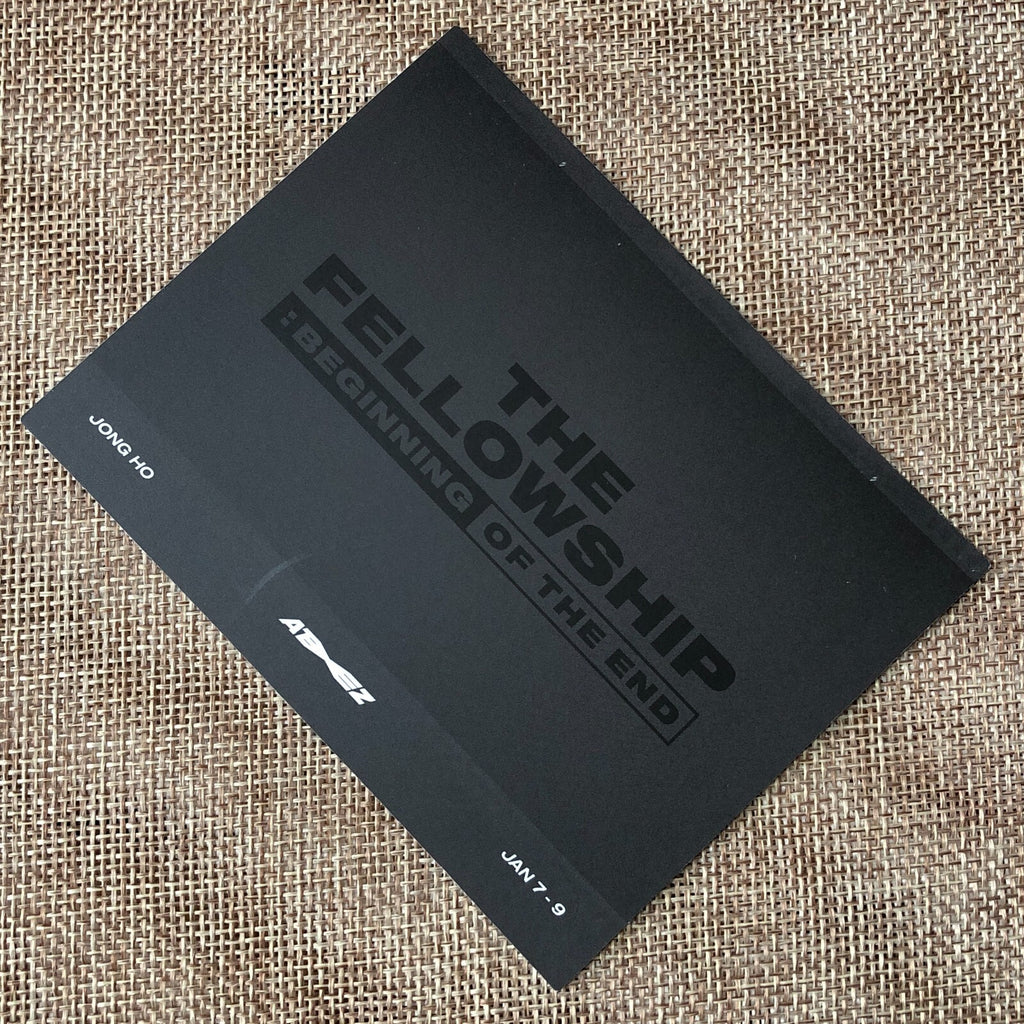 THE
FELLOWSHIP
:BEGINNING OF THE END
JONG HO
ATEEZ
JAN 7 - 9